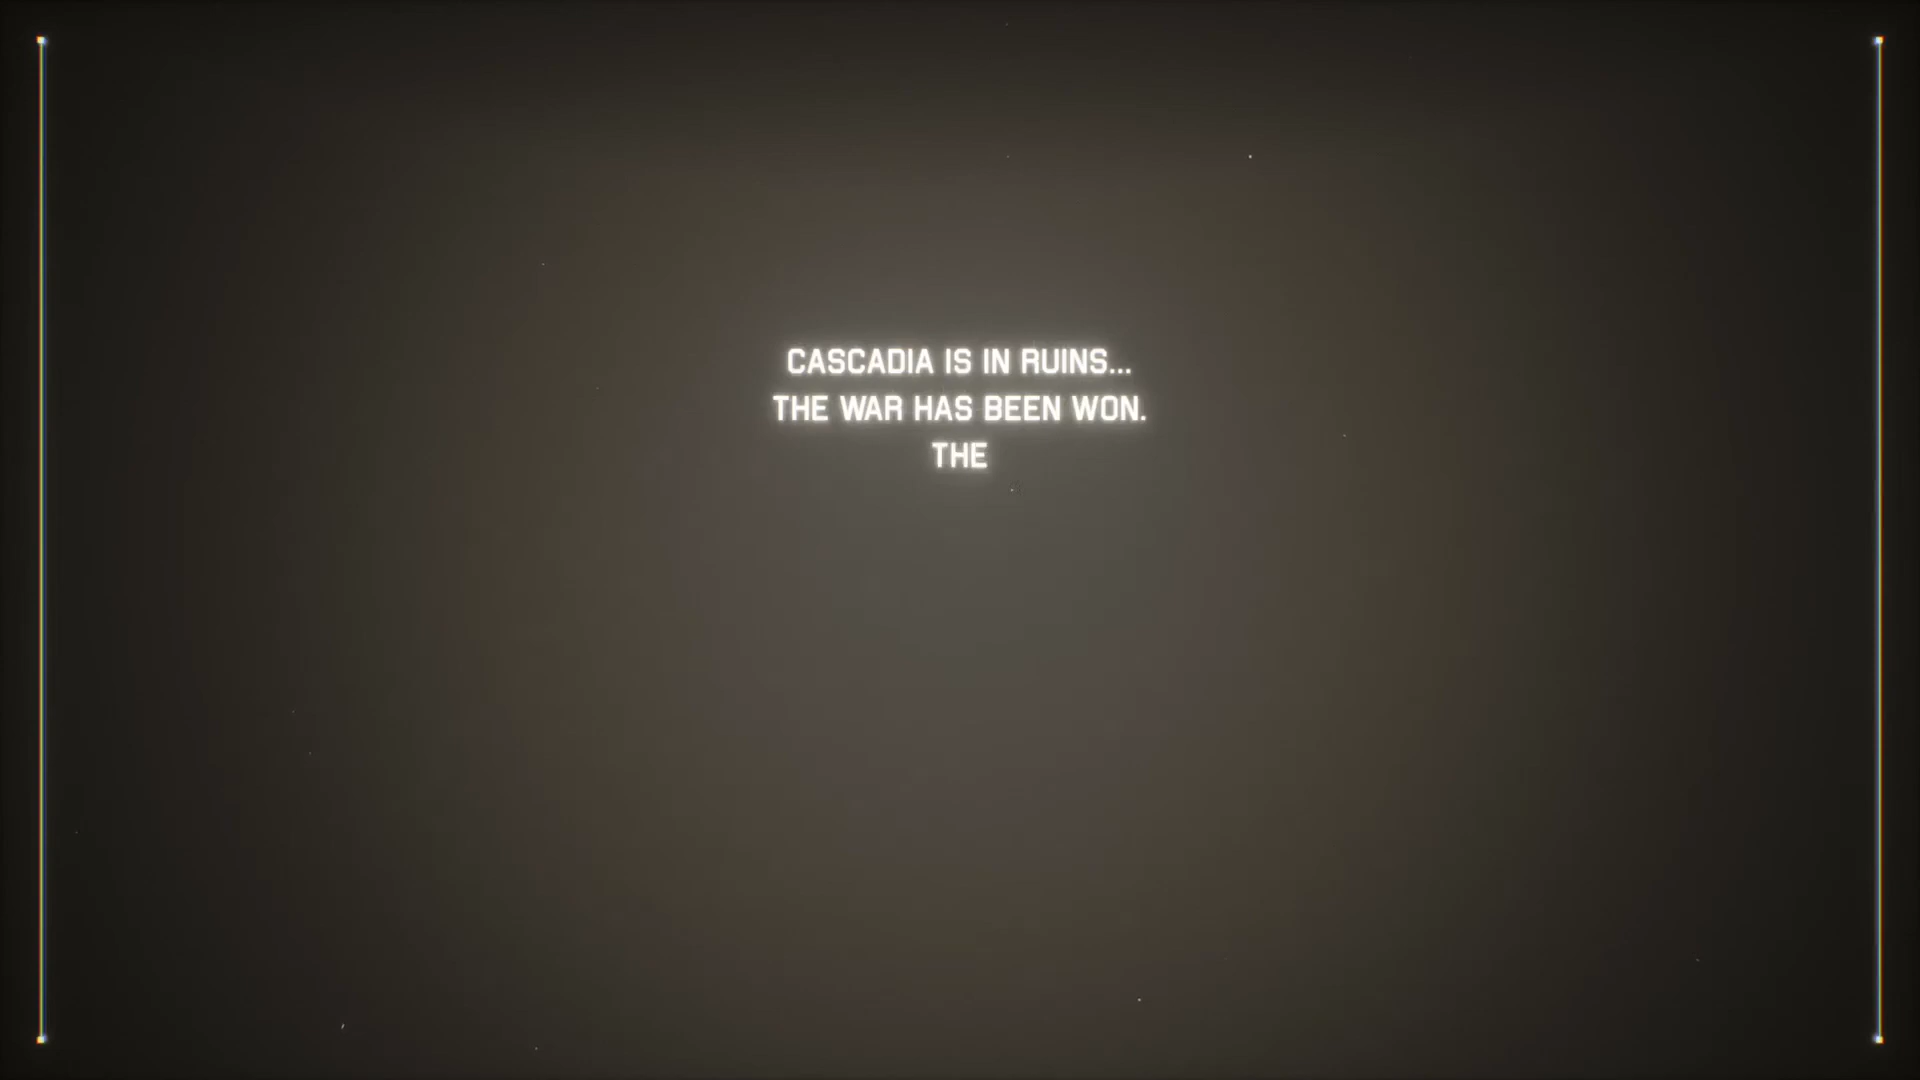 CASCADIA IS IN RUINS...
THE WAR HAS BEEN WON.
THE